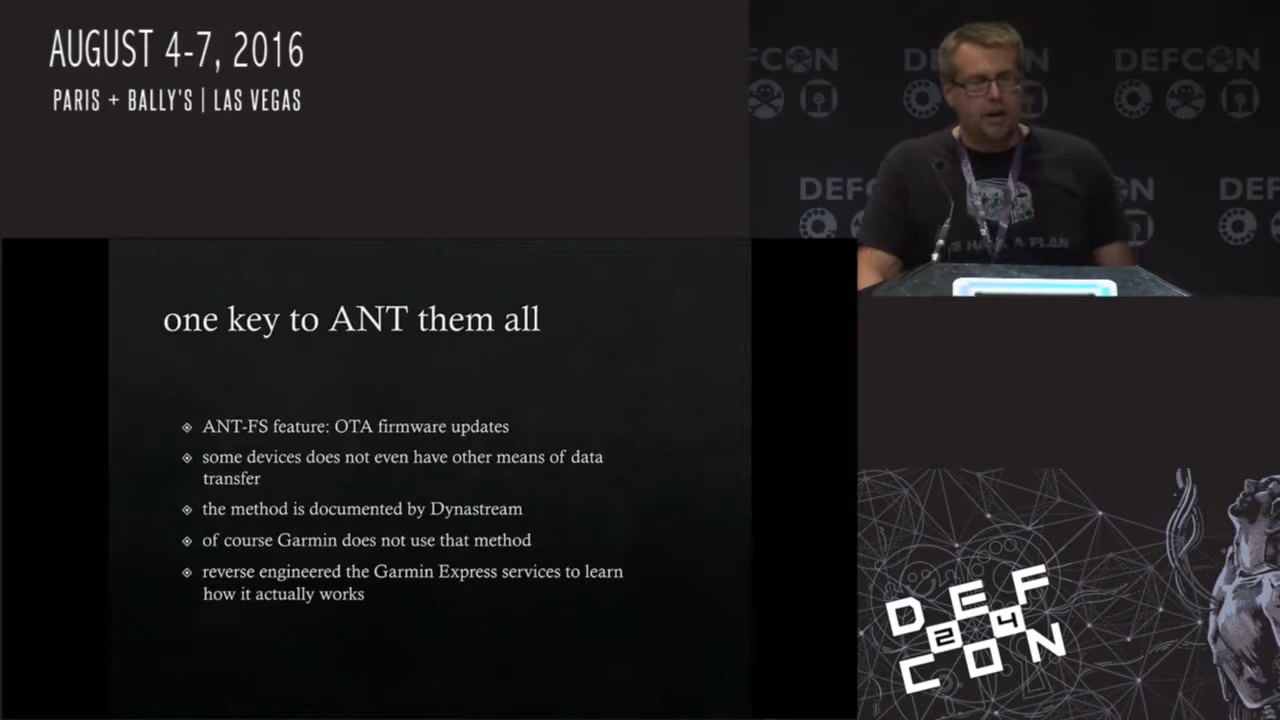 AUGUST 4-7, 2016
PARIS + BALLY'S | LAS VEGAS
DEFCON
DEFCON
DEFCON
DEFCON
DEF
A PLAN
one key to ANT them all
ANT-FS feature: OTA firmware updates
some devices does not even have other means of data
transfer
the method is documented by Dynastream
of course Garmin does not use that method
reverse engineered the Garmin Express services to learn
how it actually works
DEF
24
CON